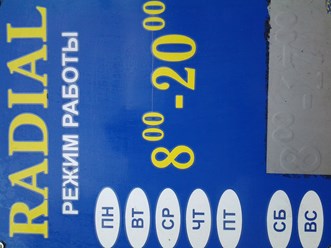 RADIAL
РЕЖИМ РАБОТЫ
8⁰⁰-20⁰⁰
ПН ВТ СР ЧТ ПТ СБ ВС